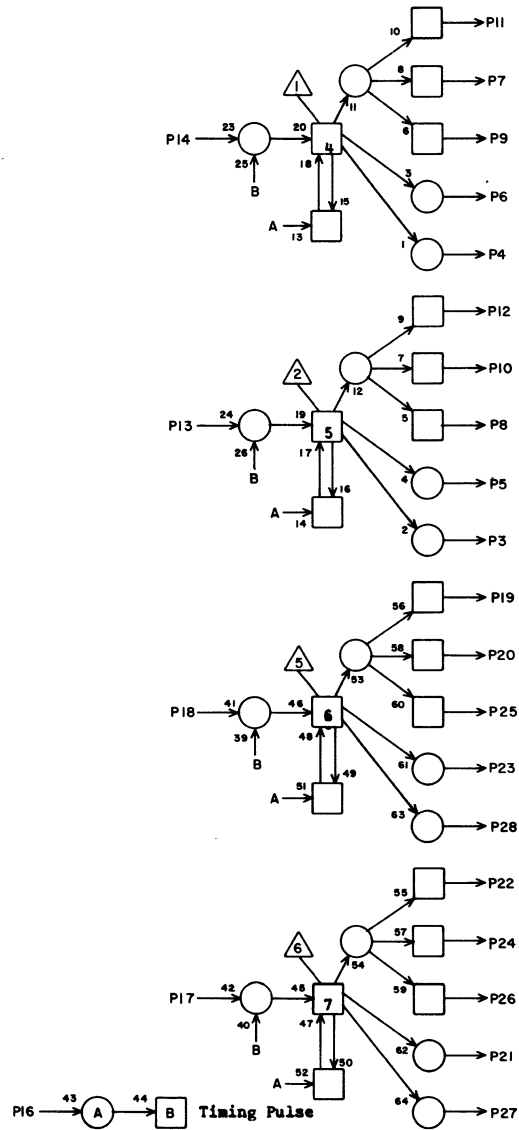 10 P11
1 8 P7
11
6 P9
P14 23 20 4
25 18 3 P6
B 15
A 13 1 P4
9 P12
2 7 P10
12
5 P8
P13 24 19 5
26 17 4 P5
B 16
A 14 2 P3
56 P19
5 58 P20
53
60 P25
P18 41 46 6
39 48 61 P23
B 49
A 51 63 P28
55 P22
6 57 P24
54
59 P26
P17 42 45 7
40 47 62 P21
B 50
A 52 64 P27
P16 43 A 44 B Timing Pulse